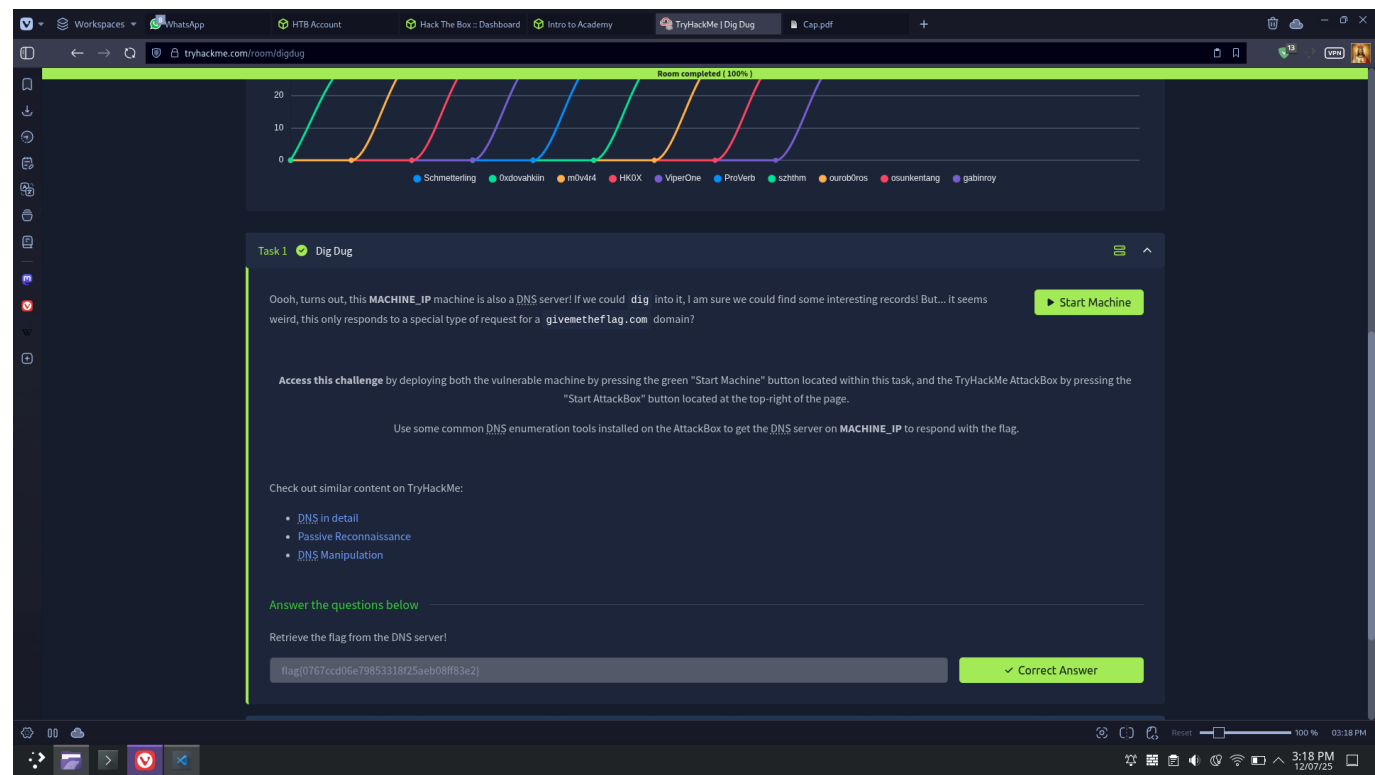 Workspaces
WhatsApp
HTB Account
Hack The Box :: Dashboard
Intro to Academy
TryHackMe | Dig Dug
Cap.pdf
tryhackme.com/room/digdug
13
VPN
Room completed ( 100% )
20
10
0
Schmetterling
0xdovahkiin
m0v4r4
HK0X
ViperOne
ProVerb
szhthm
ourob0ros
osunkentang
gabinroy
Task 1
Dig Dug
Oooh, turns out, this MACHINE_IP machine is also a DNS server! If we could dig into it, I am sure we could find some interesting records! But... it seems
weird, this only responds to a special type of request for a givemetheflag.com domain?
Start Machine
Access this challenge by deploying both the vulnerable machine by pressing the green "Start Machine" button located within this task, and the TryHackMe AttackBox by pressing the
"Start AttackBox" button located at the top-right of the page.
Use some common DNS enumeration tools installed on the AttackBox to get the DNS server on MACHINE_IP to respond with the flag.
Check out similar content on TryHackMe:
DNS in detail
Passive Reconnaissance
DNS Manipulation
Answer the questions below
Retrieve the flag from the DNS server!
flag{0767ccd06e79853318f25aeb08ff83e2}
Correct Answer
Reset
100 %
03:18 PM
3:18 PM
12/07/25